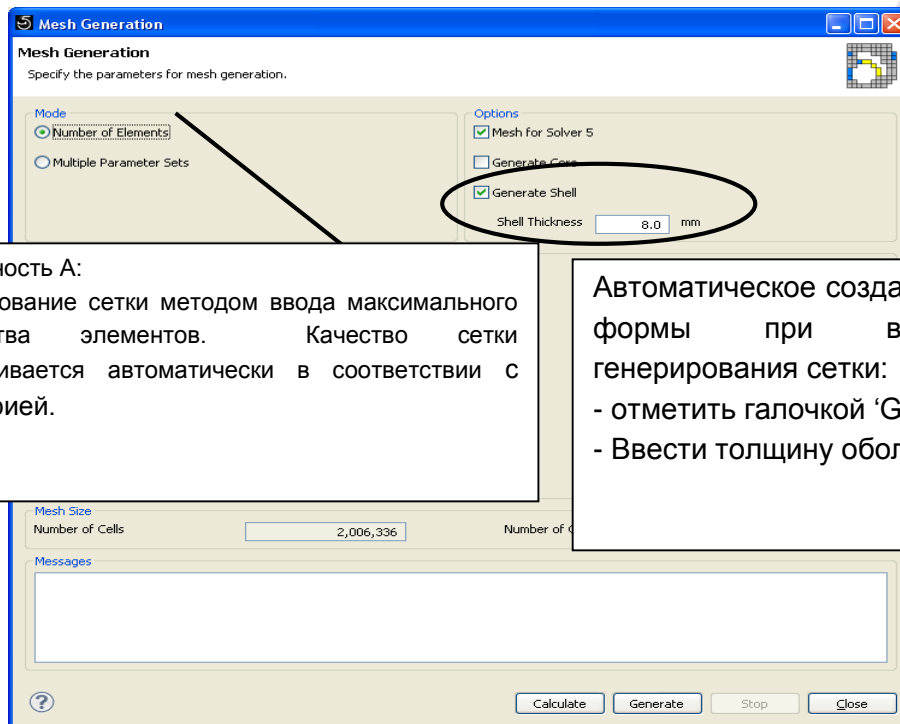 Mesh Generation
Mesh Generation
Specify the parameters for mesh generation.
Mode
Number of Elements
Multiple Parameter Sets
Options
Mesh for Solver 5
Generate Core
Generate Shell
Shell Thickness 8.0 mm
ность А:
ование сетки методом ввода максимального
тва элементов. Качество сетки
ивается автоматически в соответствии с
рией.
Автоматическое созда
формы при в
генерирования сетки:
- отметить галочкой ‘G
- Ввести толщину обол
Mesh Size
Number of Cells 2,006,336 Number of
Messages
Calculate Generate Stop Close